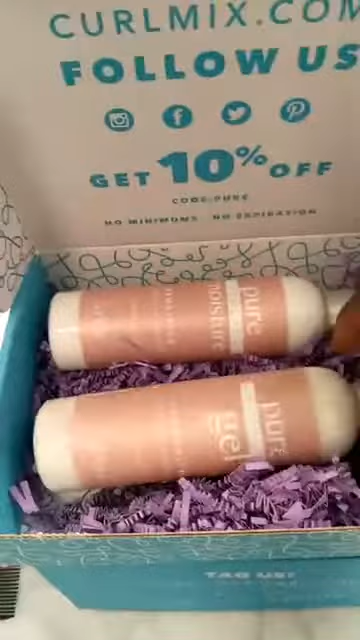 CURLMIX.COM
FOLLOW US
GET 10% OFF
CODE:PURE
NO MINIMUMS NO EXPIRATION
pure
moisture
pure
gel
TAG US!